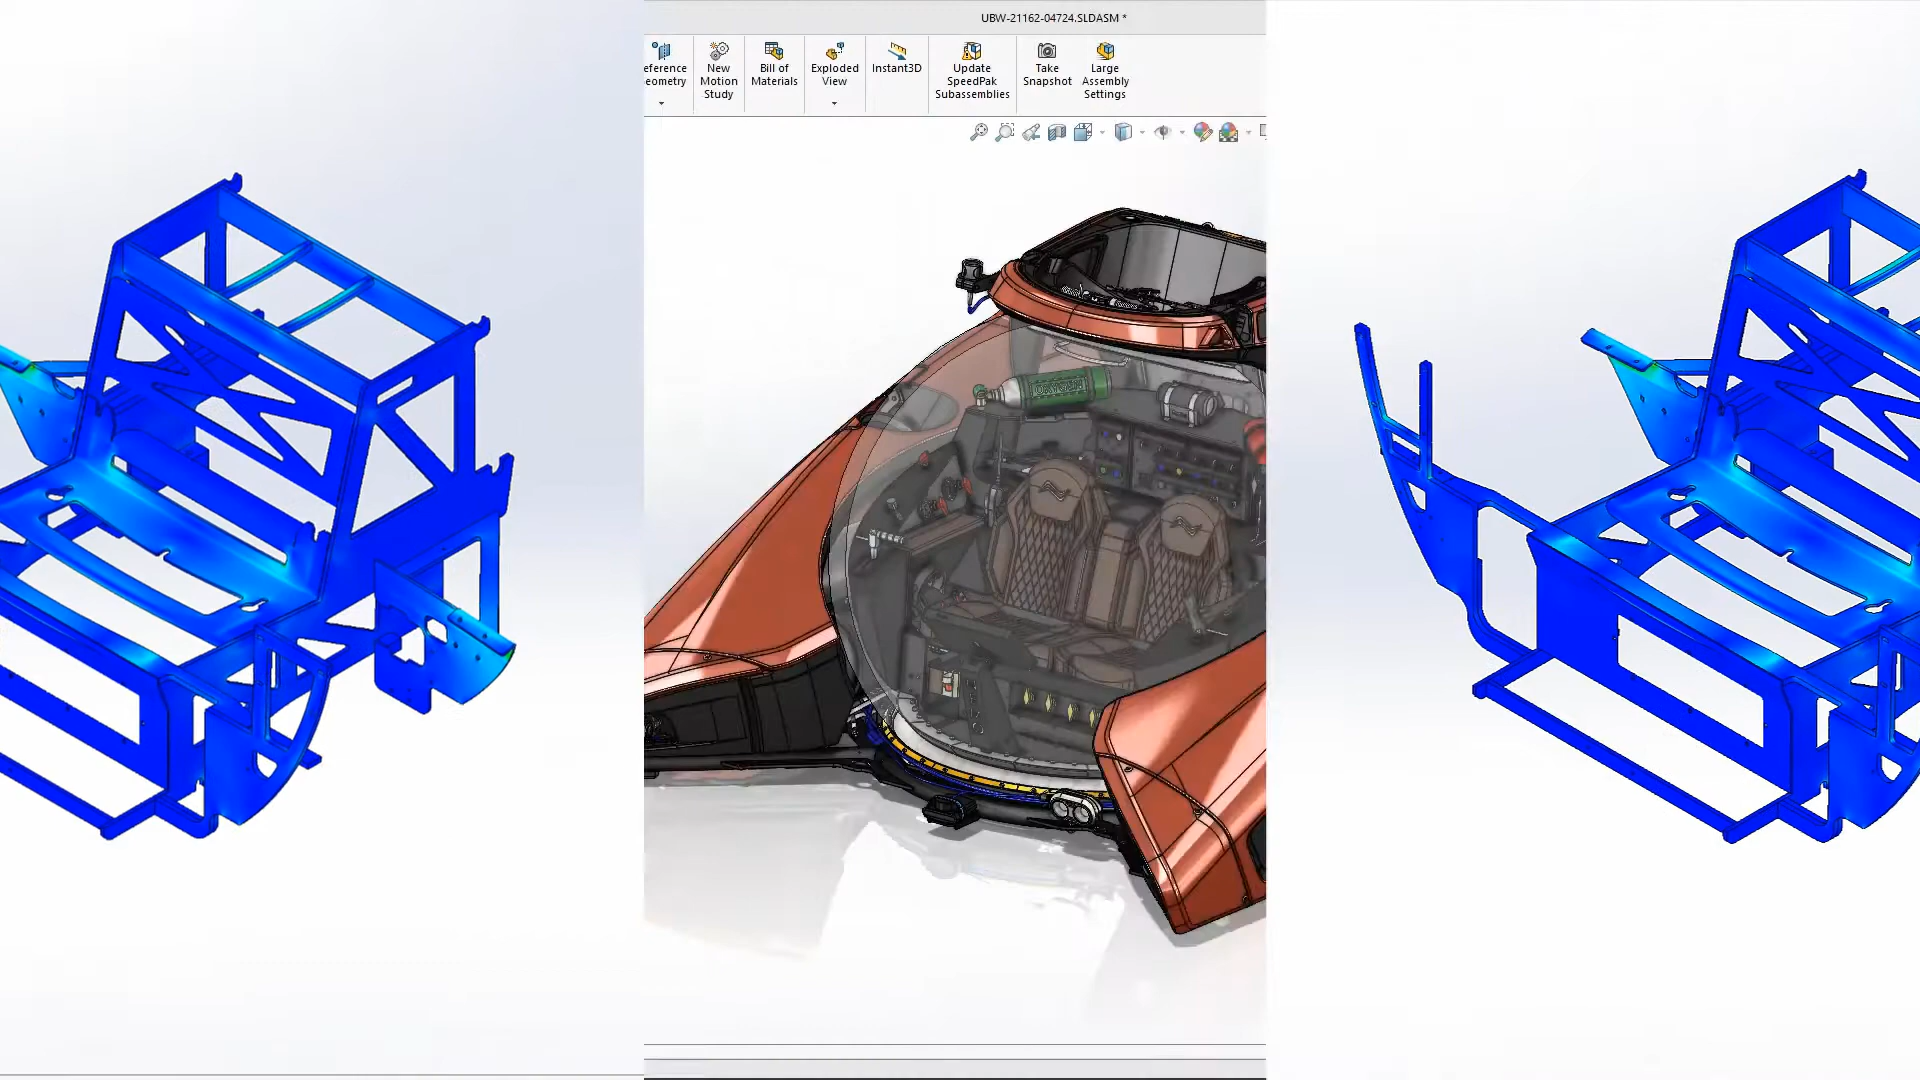 UBW-21162-04724.SLDASM *
eference
eometry
New
Motion
Study
Bill of
Materials
Exploded
View
Instant3D
Update
SpeedPak
Subassemblies
Take
Snapshot
Large
Assembly
Settings
OXYGEN